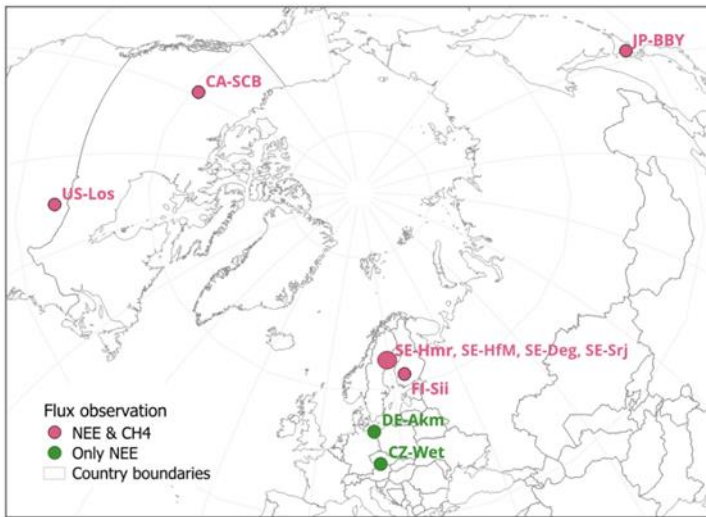 JP-BBY
CA-SCB
US-Los
SE-Hmr, SE-HfM, SE-Deg, SE-Srj
FI-Sii
DE-Akm
CZ-Wet
Flux observation
NEE & CH4
Only NEE
Country boundaries